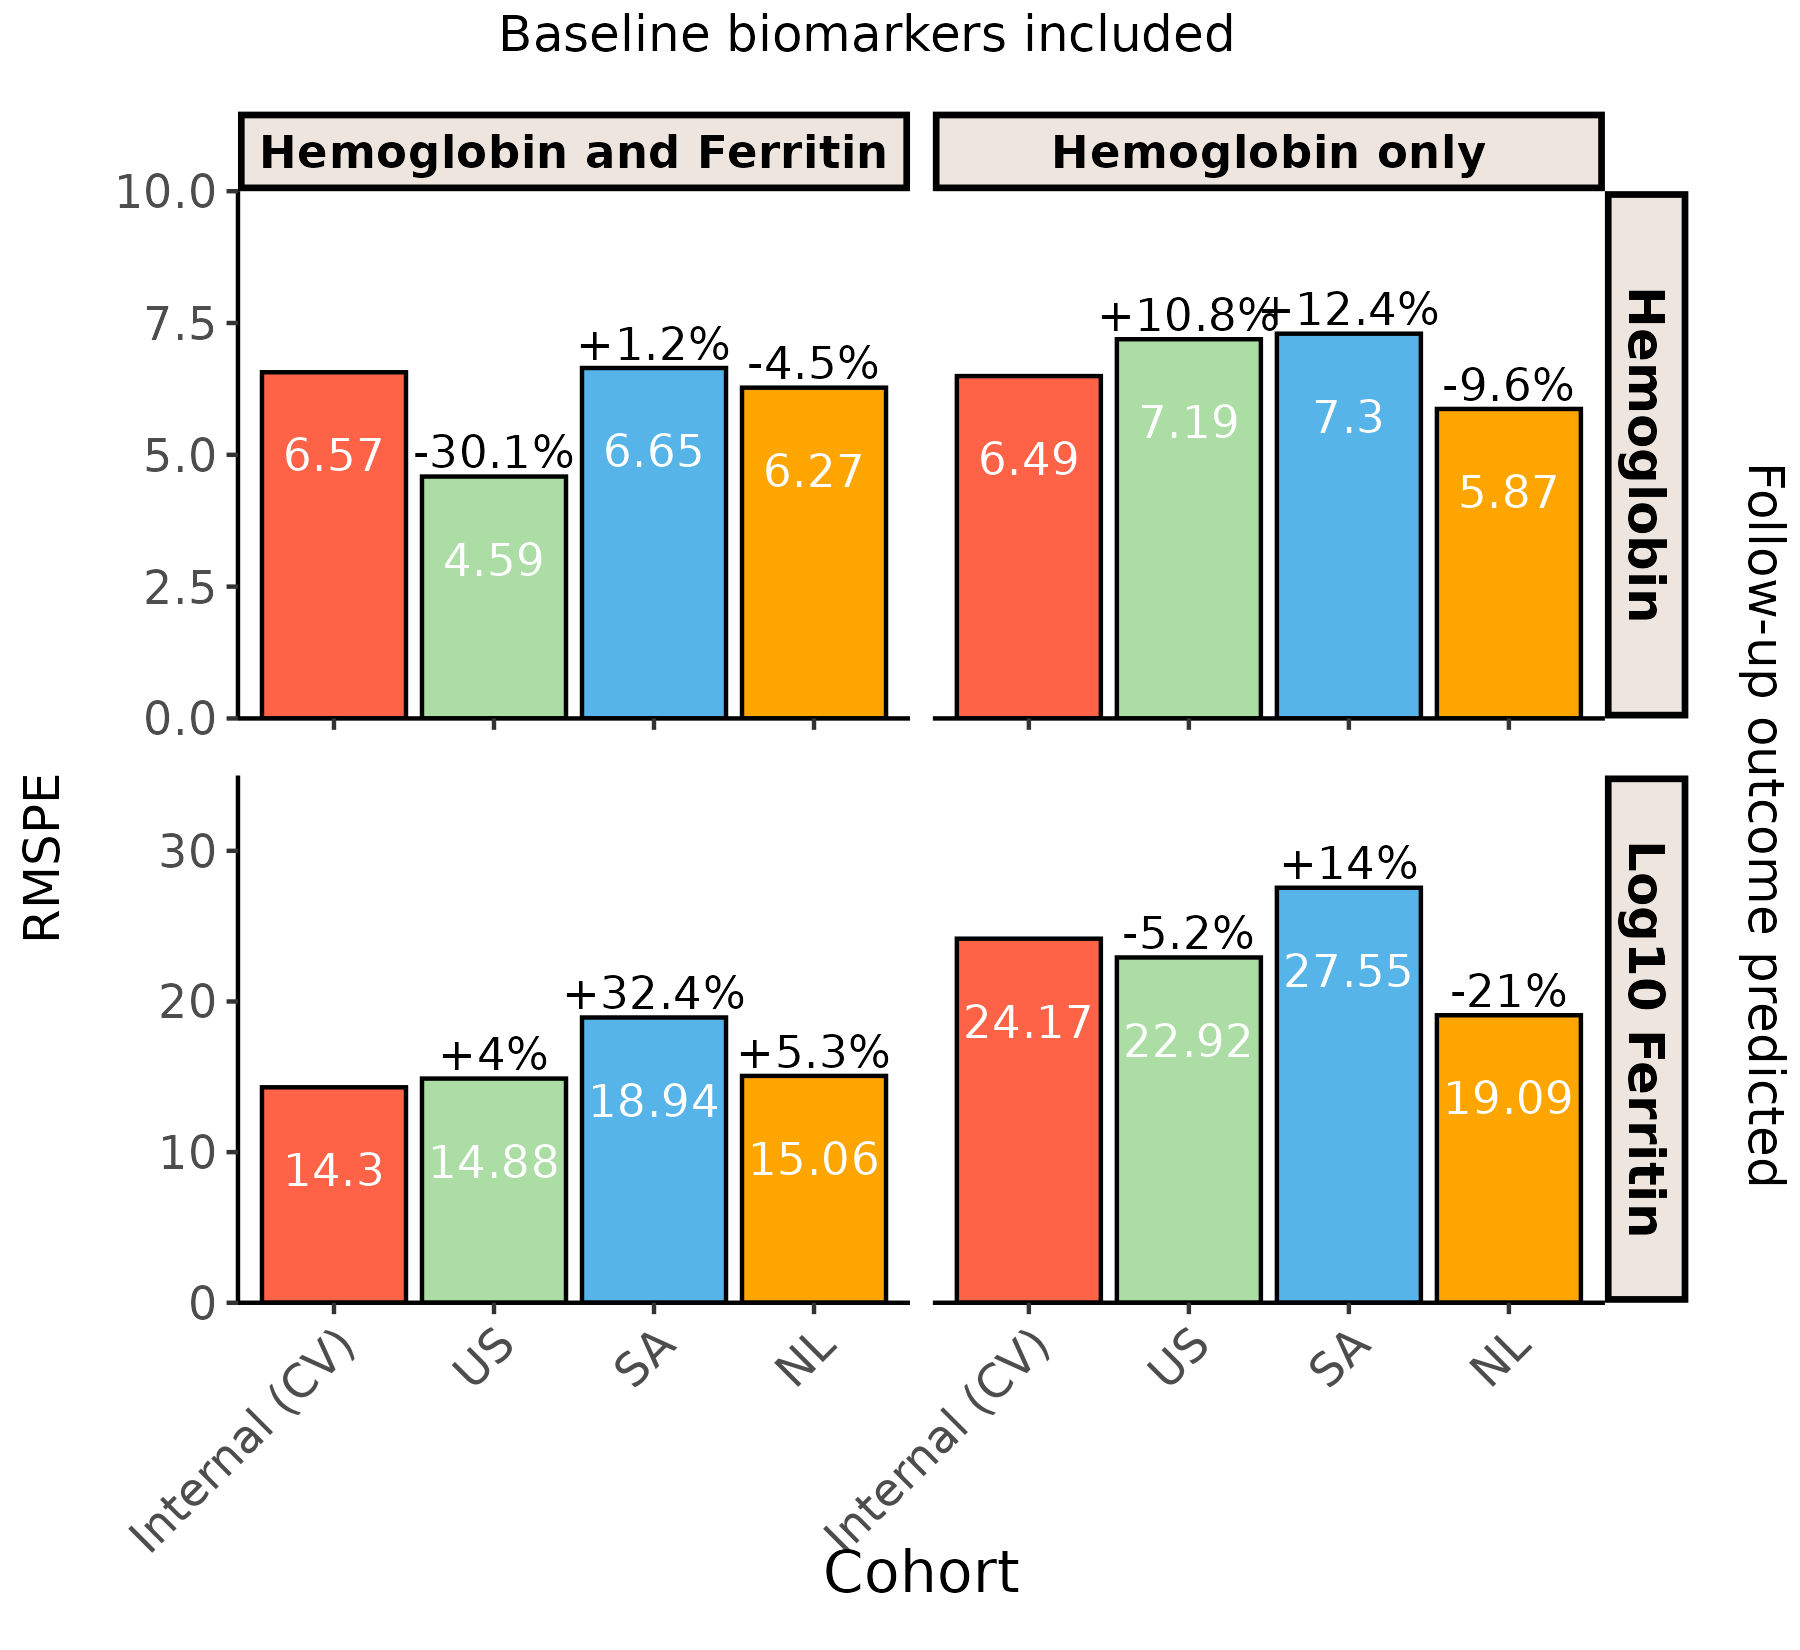 Baseline biomarkers included
Hemoglobin and Ferritin
Hemoglobin only
10.0
7.5
5.0
2.5
0.0
6.57
-30.1%
4.59
+1.2%
6.65
-4.5%
6.27
6.49
+10.8%
7.19
+12.4%
7.3
-9.6%
5.87
Hemoglobin
RMSPE
30
20
10
0
14.3
+4%
14.88
+32.4%
18.94
+5.3%
15.06
24.17
-5.2%
22.92
+14%
27.55
-21%
19.09
Log10 Ferritin
Follow-up outcome predicted
Internal (CV)
US
SA
NL
Internal (CV)
US
SA
NL
Cohort